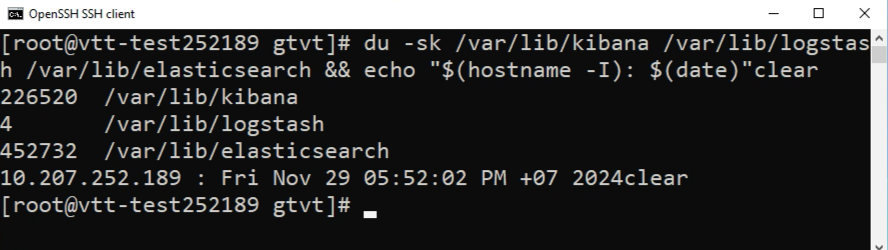 OpenSSH SSH client
[root@vtt-test252189 gtvt]# du -sk /var/lib/kibana /var/lib/logstas
h /var/lib/elasticsearch && echo "$(hostname -I): $(date)"clear
226520  /var/lib/kibana
4       /var/lib/logstash
452732  /var/lib/elasticsearch
10.207.252.189 : Fri Nov 29 05:52:02 PM +07 2024clear
[root@vtt-test252189 gtvt]#